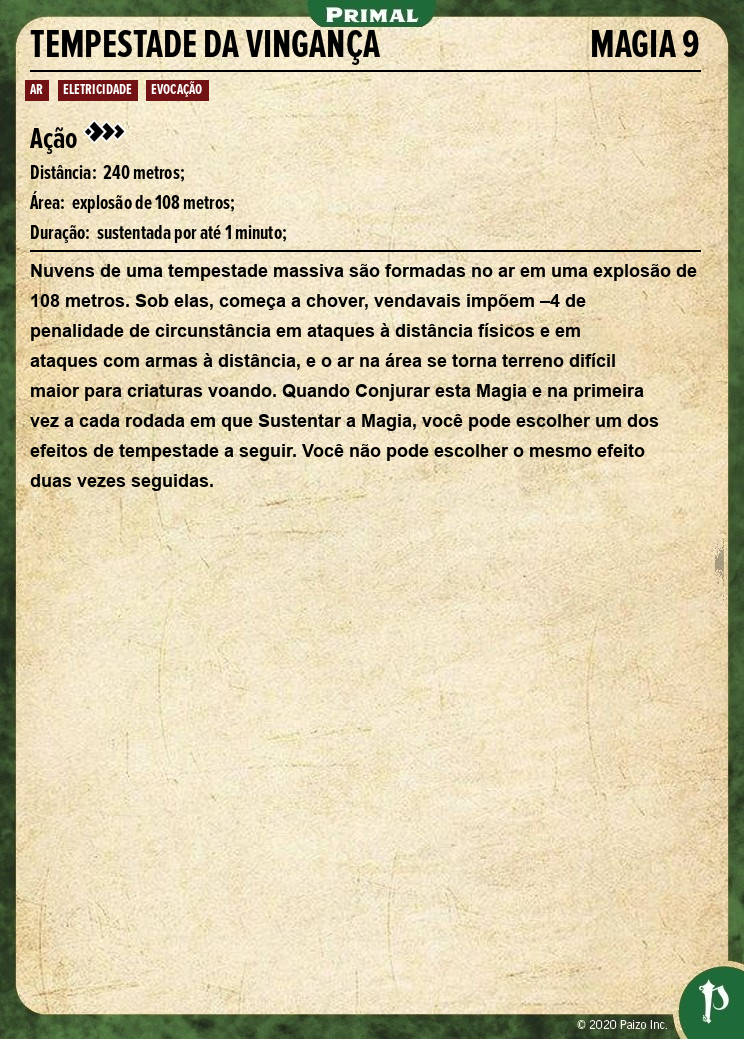 PRIMAL
TEMPESTADE DA VINGANÇA MAGIA 9
AR ELETRICIDADE EVOCAÇÃO
Ação
Distância: 240 metros;
Área: explosão de 108 metros;
Duração: sustentada por até 1 minuto;
Nuvens de uma tempestade massiva são formadas no ar em uma explosão de
108 metros. Sob elas, começa a chover, vendavais impõem –4 de
penalidade de circunstância em ataques à distância físicos e em
ataques com armas à distância, e o ar na área se torna terreno difícil
maior para criaturas voando. Quando Conjurar esta Magia e na primeira
vez a cada rodada em que Sustentar a Magia, você pode escolher um dos
efeitos de tempestade a seguir. Você não pode escolher o mesmo efeito
duas vezes seguidas.
© 2020 Paizo Inc.
P